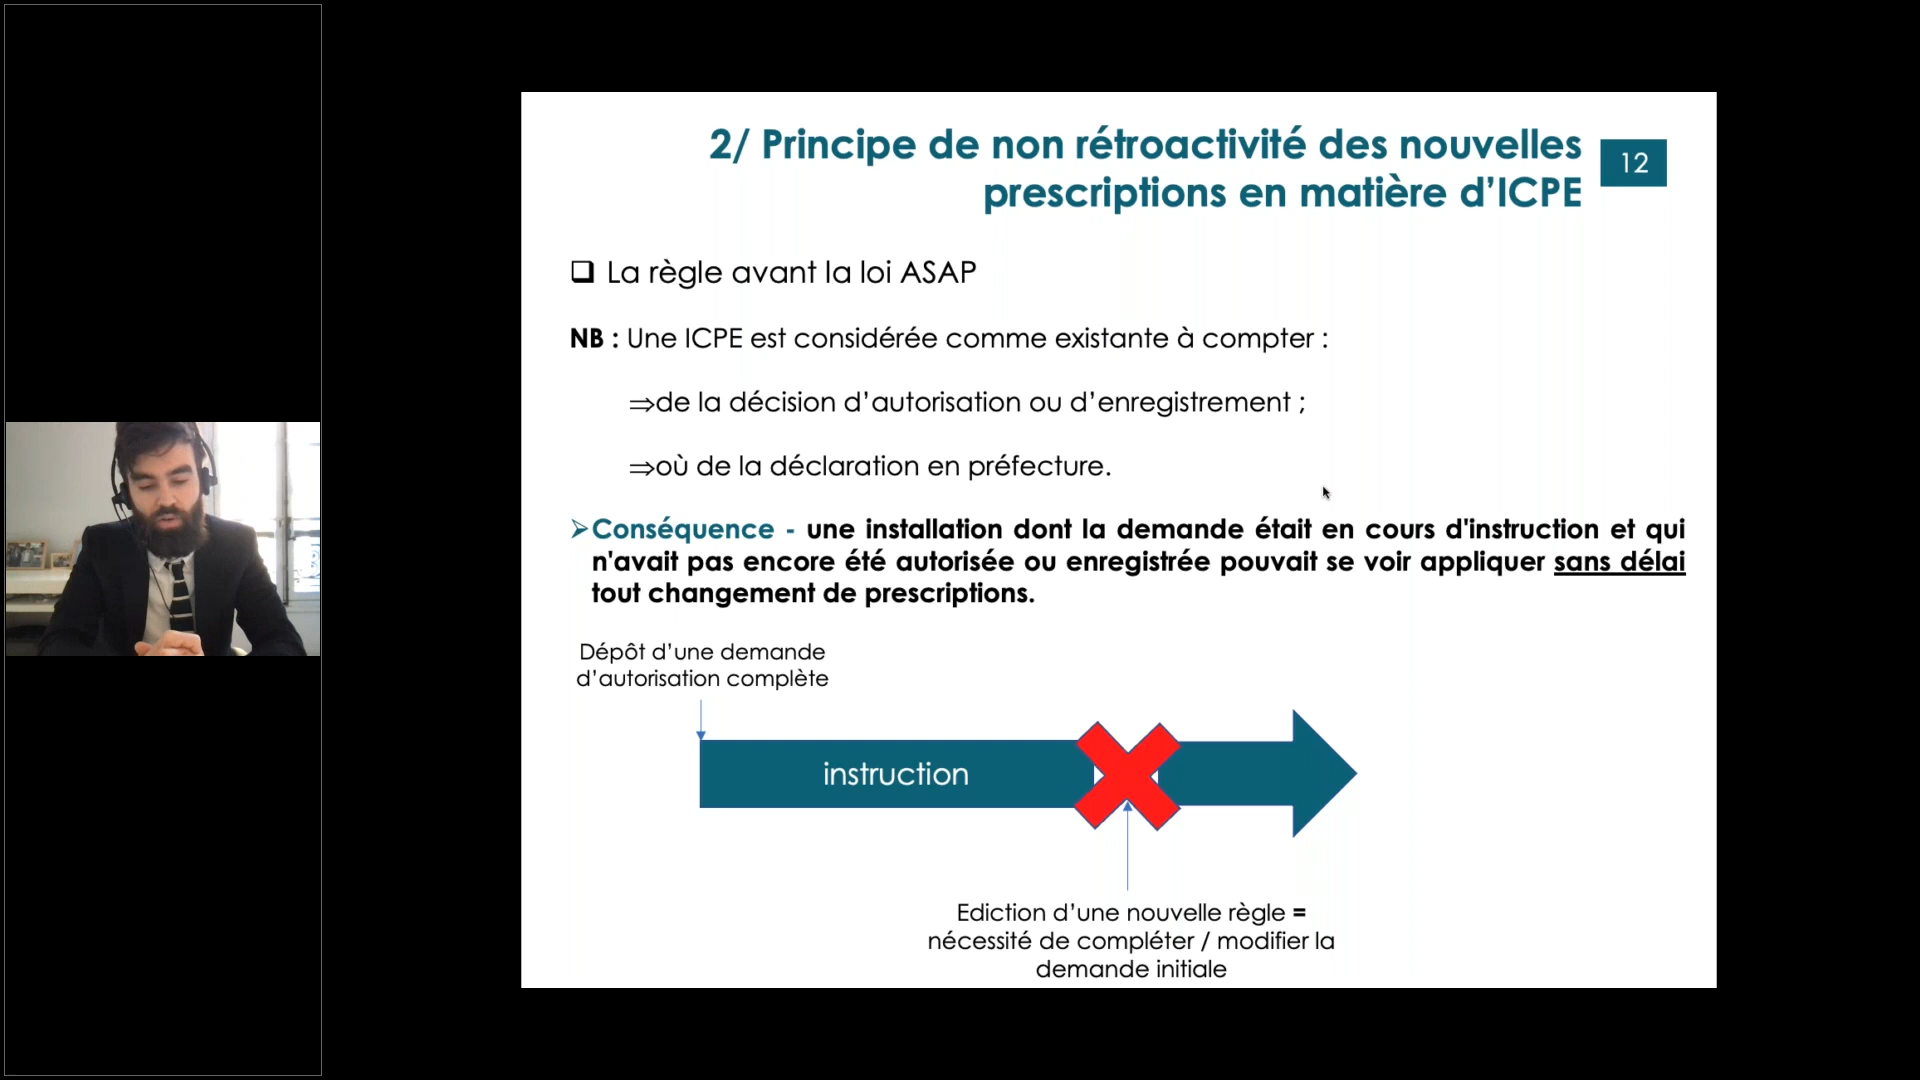 2/ Principe de non rétroactivité des nouvelles
prescriptions en matière d’ICPE
12
La règle avant la loi ASAP
NB : Une ICPE est considérée comme existante à compter :
⇒de la décision d’autorisation ou d’enregistrement ;
⇒où de la déclaration en préfecture.
Conséquence - une installation dont la demande était en cours d'instruction et qui
n'avait pas encore été autorisée ou enregistrée pouvait se voir appliquer sans délai
tout changement de prescriptions.
Dépôt d’une demande
d’autorisation complète
instruction
Ediction d’une nouvelle règle =
nécessité de compléter / modifier la
demande initiale